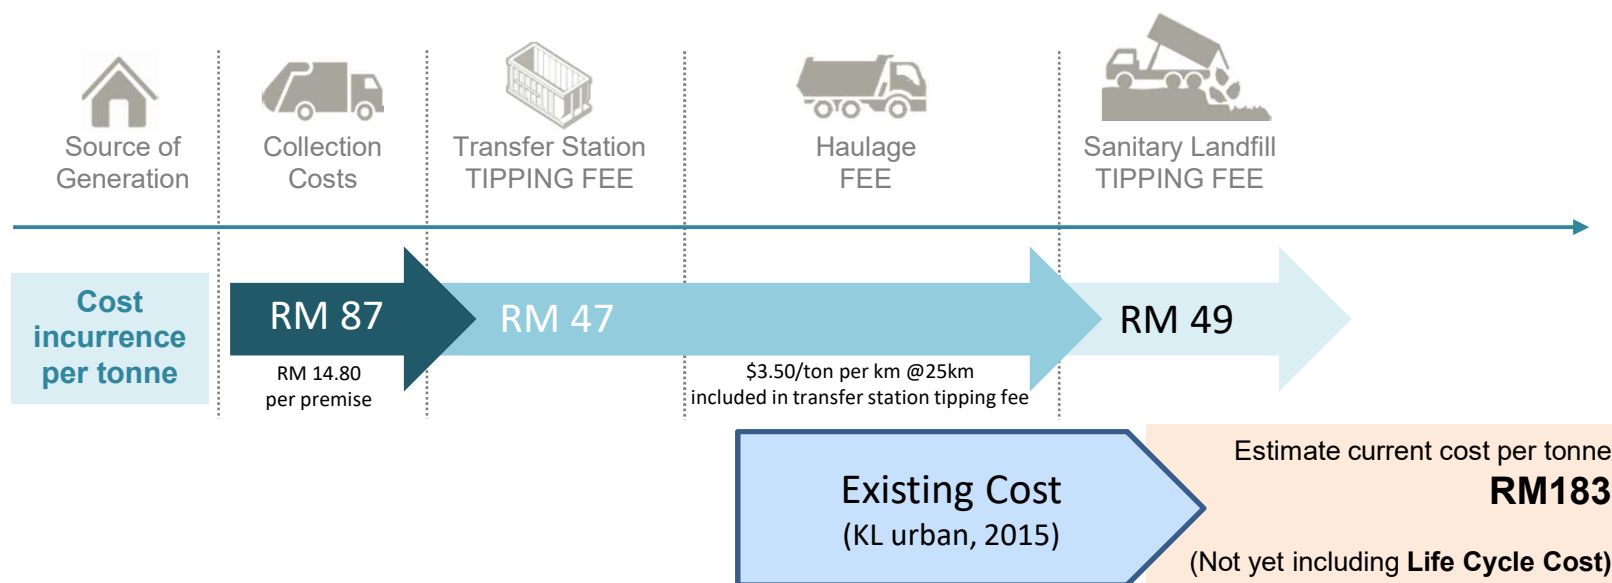 Source of
Generation
Collection
Costs
Transfer Station
TIPPING FEE
Haulage
FEE
Sanitary Landfill
TIPPING FEE
Cost
incurrence
per tonne
RM 87
RM 47
RM 49
RM 14.80
per premise
$3.50/ton per km @25km
included in transfer station tipping fee
Existing Cost
(KL urban, 2015)
Estimate current cost per tonne
RM183
(Not yet including Life Cycle Cost)